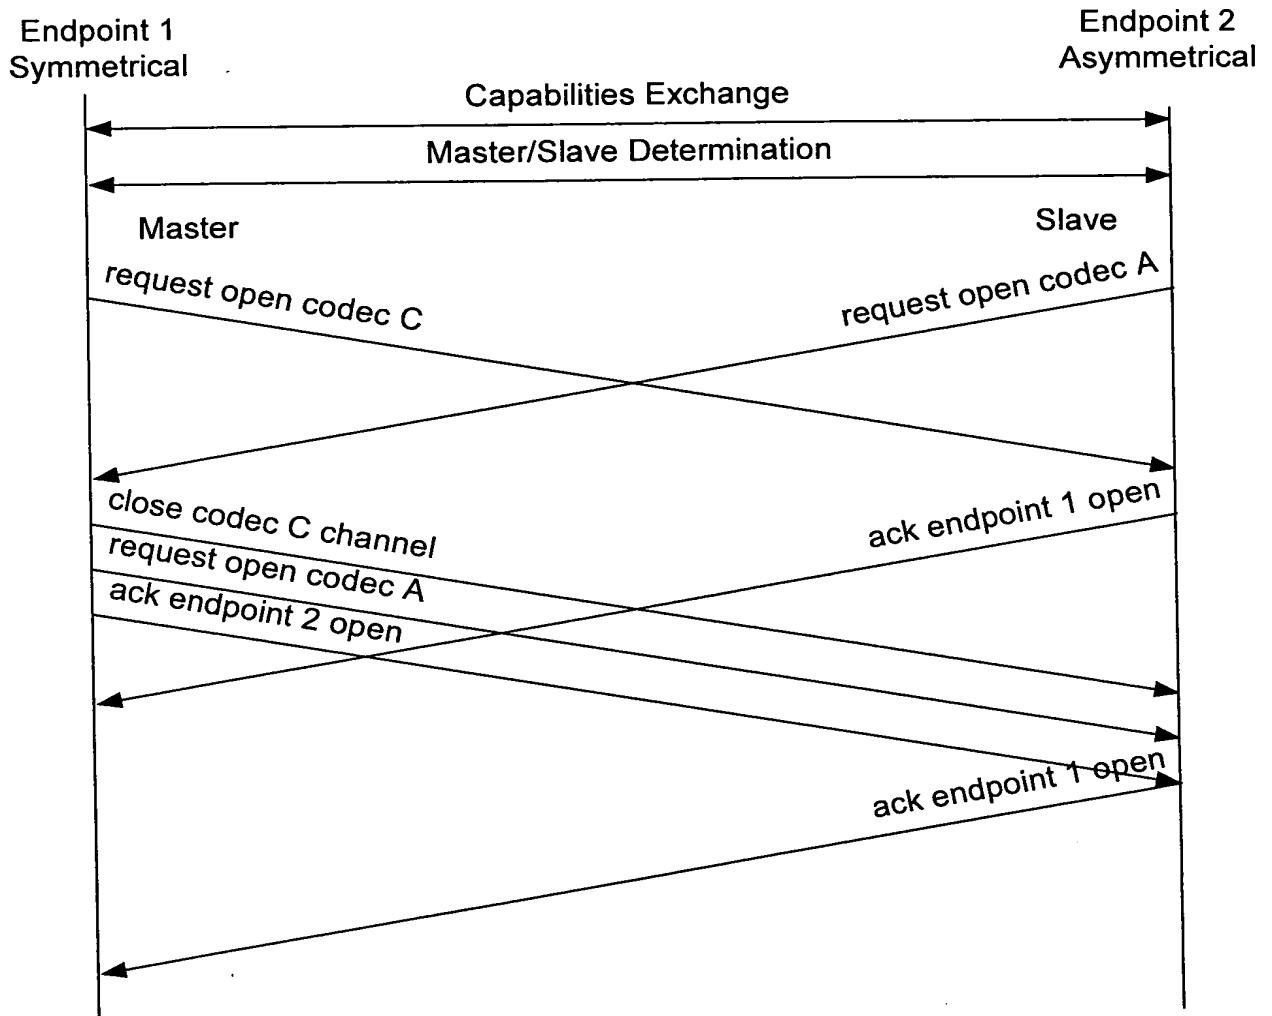 Endpoint 1
Symmetrical
Endpoint 2
Asymmetrical
Capabilities Exchange
Master/Slave Determination
Master
Slave
request open codec C
request open codec A
close codec C channel
ack endpoint 1 open
request open codec A
ack endpoint 2 open
ack endpoint 1 open